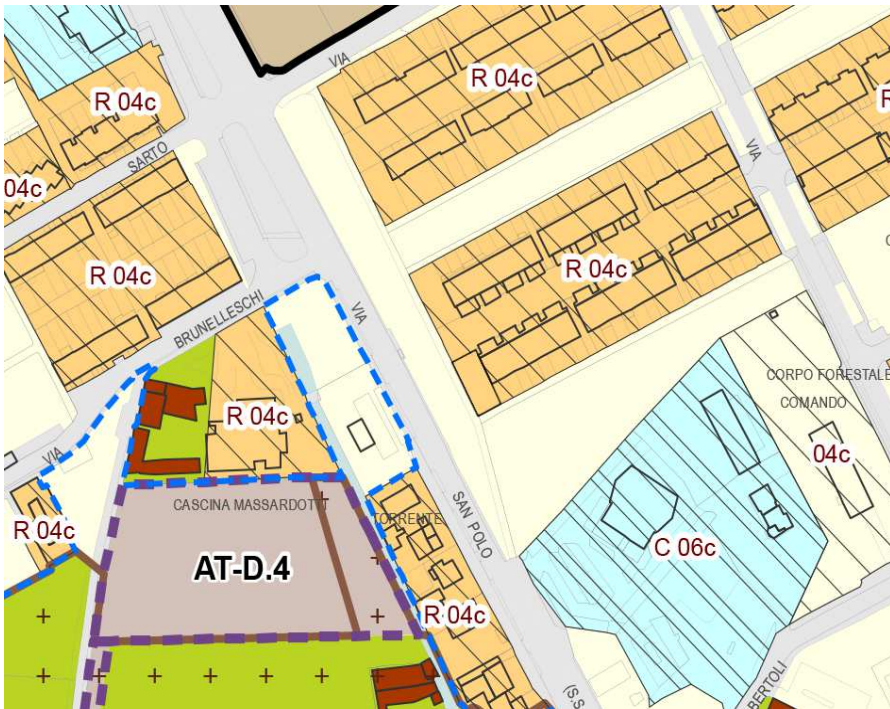 VIA
R 04c
R 04c
VIA
SARTO
04c
R 04c
R 04c
BRUNELLESCHI
VIA
CORPO FORESTALE
COMANDO
R 04c
04c
VIA
CASCINA MASSARDOTTI
SAN POLO
TORRENTE
R 04c
C 06c
AT-D.4
R 04c
BERTOLI
(S.S.